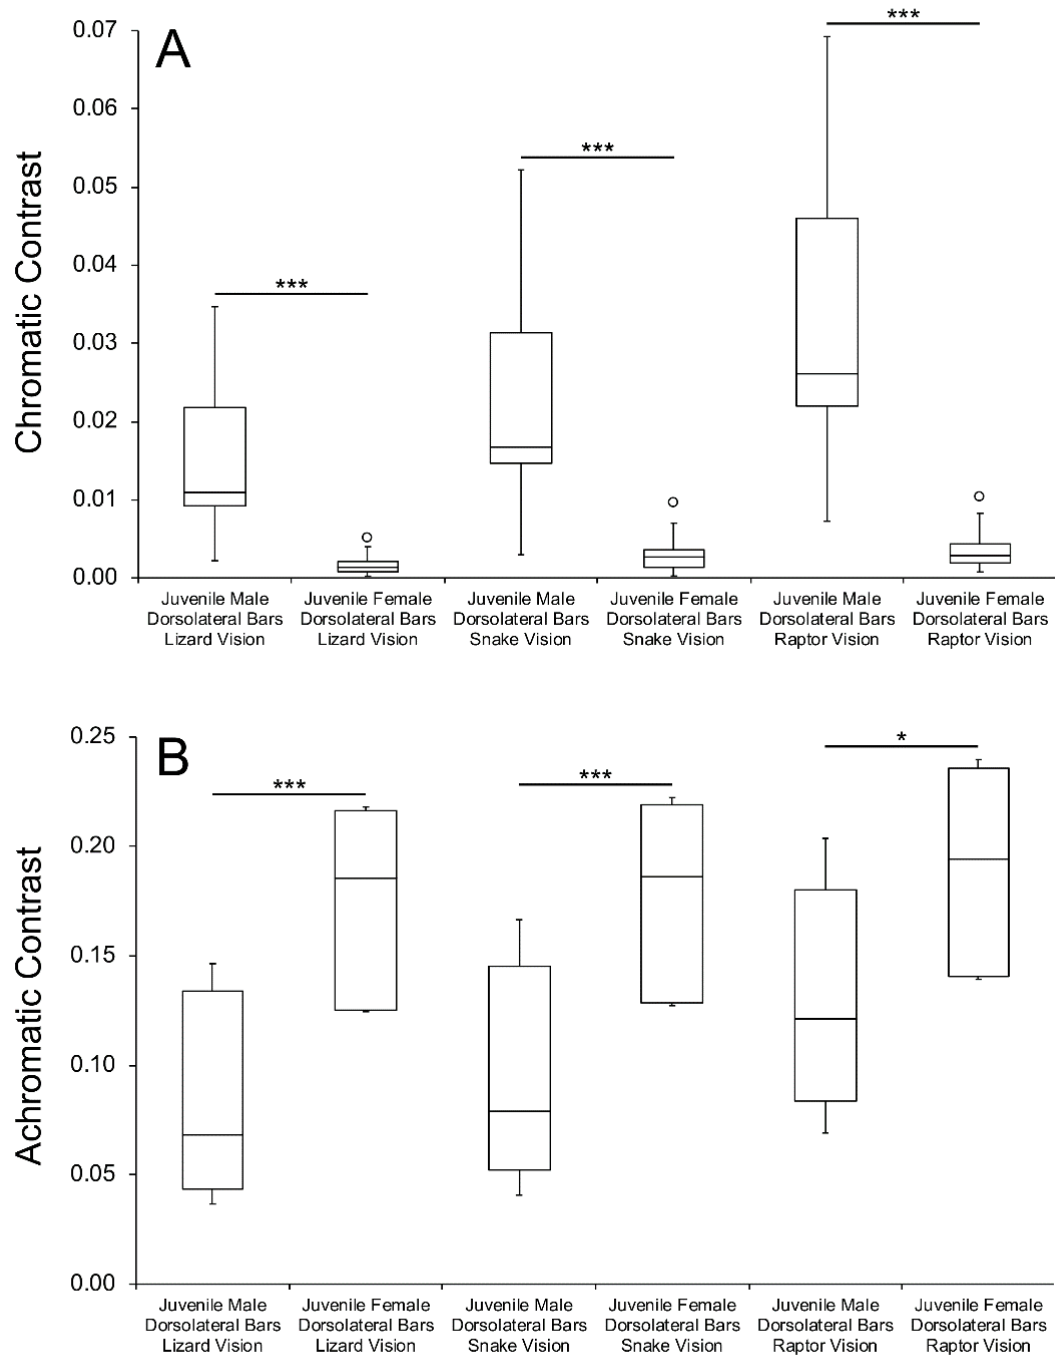 A
Chromatic Contrast
0.07
0.06
0.05
0.04
0.03
0.02
0.01
0.00
***
***
***
Juvenile Male
Dorsolateral Bars
Lizard Vision
Juvenile Female
Dorsolateral Bars
Lizard Vision
Juvenile Male
Dorsolateral Bars
Snake Vision
Juvenile Female
Dorsolateral Bars
Snake Vision
Juvenile Male
Dorsolateral Bars
Raptor Vision
Juvenile Female
Dorsolateral Bars
Raptor Vision
B
Achromatic Contrast
0.25
0.20
0.15
0.10
0.05
0.00
***
***
*
Juvenile Male
Dorsolateral Bars
Lizard Vision
Juvenile Female
Dorsolateral Bars
Lizard Vision
Juvenile Male
Dorsolateral Bars
Snake Vision
Juvenile Female
Dorsolateral Bars
Snake Vision
Juvenile Male
Dorsolateral Bars
Raptor Vision
Juvenile Female
Dorsolateral Bars
Raptor Vision